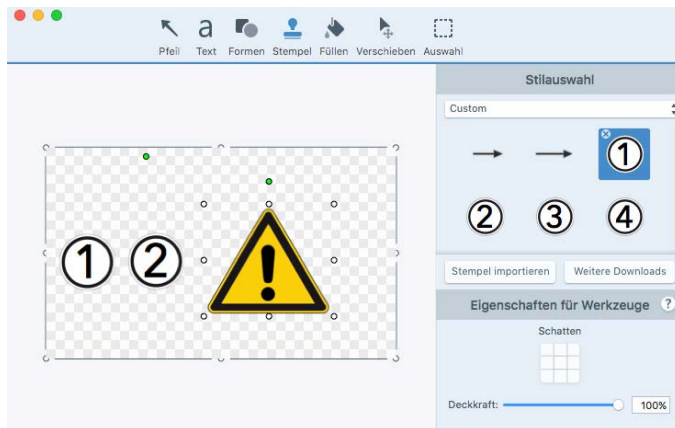 Pfeil Text Formen Stempel Füllen Verschieben Auswahl
Stilauswahl
Custom
1
2 3 4
1 2 !
Stempel importieren Weitere Downloads
Eigenschaften für Werkzeuge ?
Schatten
Deckkraft: 100%